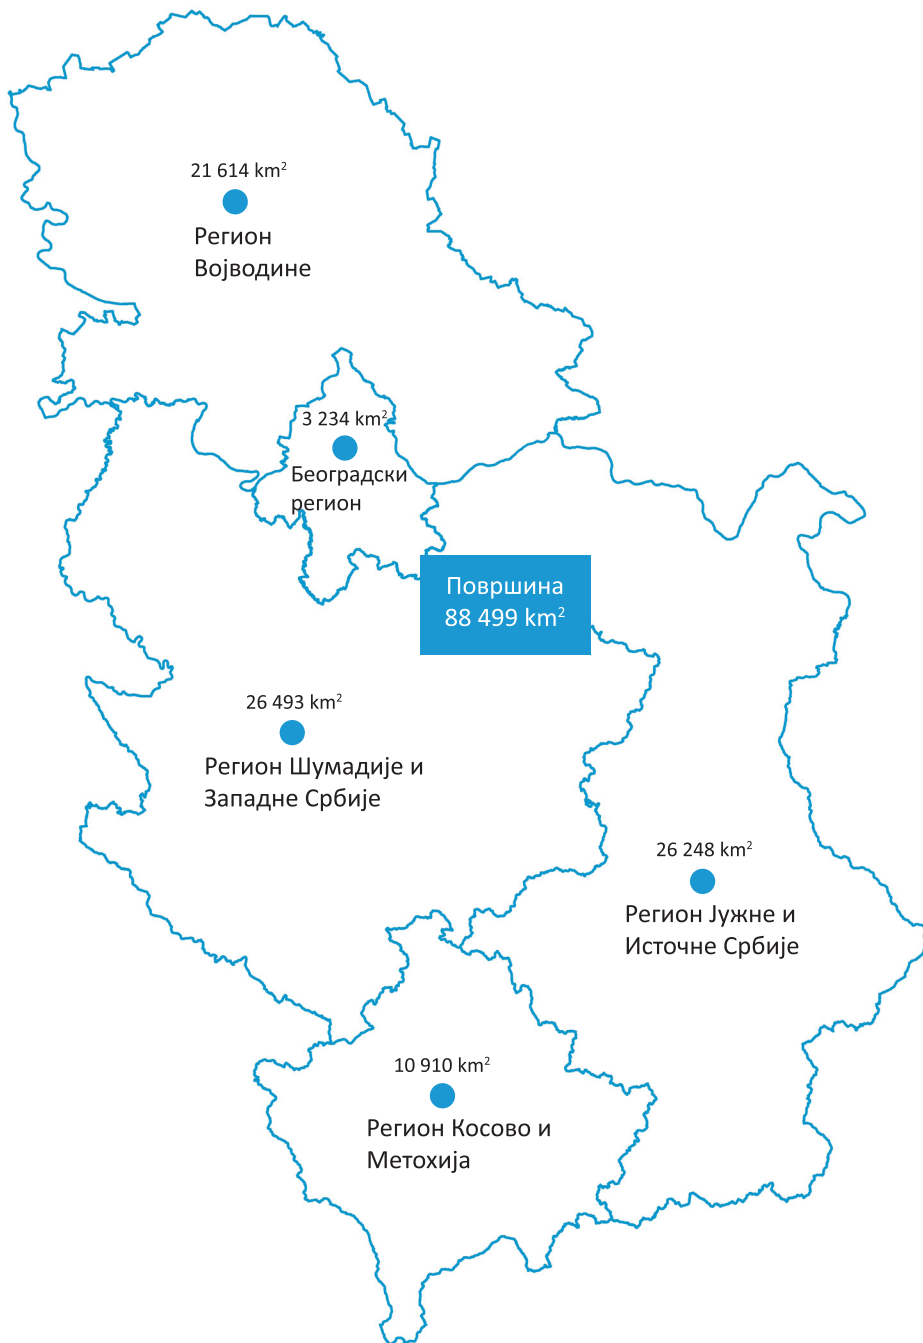 21 614 km²
Регион
Војводине
3 234 km²
Београдски
регион
Површина
88 499 km²
26 493 km²
Регион Шумадије и
Западне Србије
26 248 km²
Регион Јужне и
Источне Србије
10 910 km²
Регион Косово и
Метохија